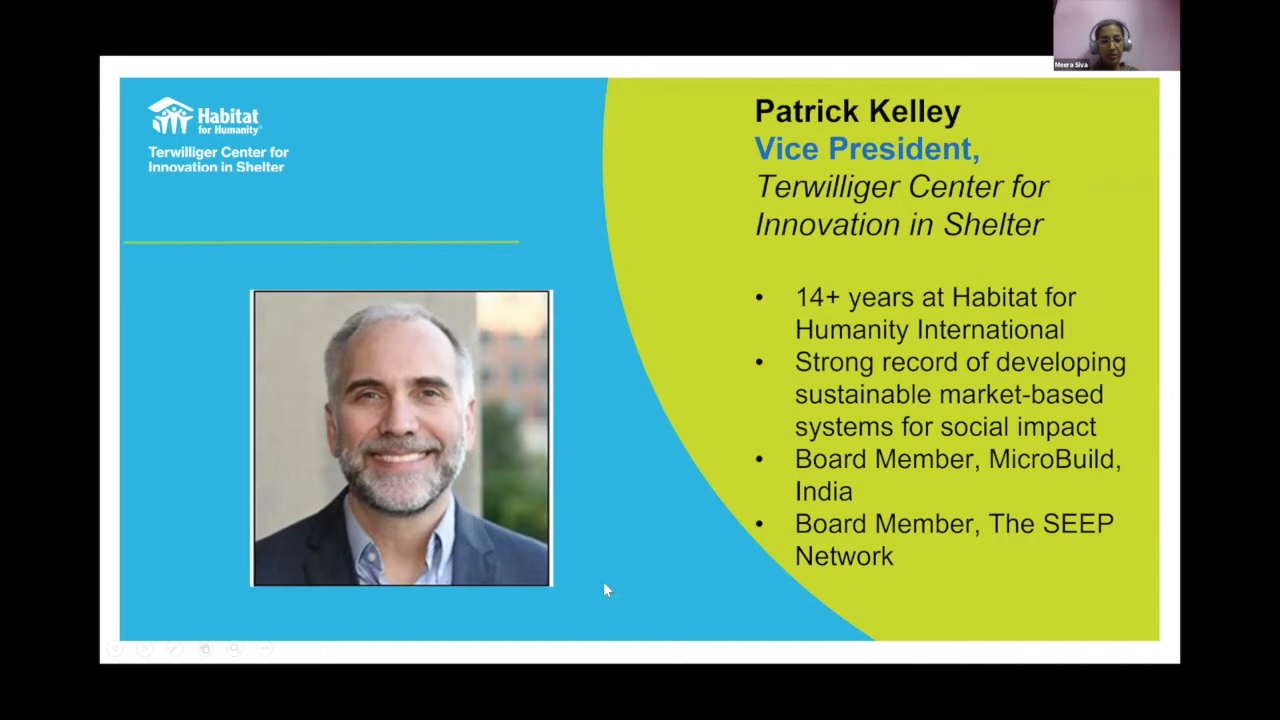 Meera Siva
Habitat
for Humanity®
Terwilliger Center for
Innovation in Shelter
Patrick Kelley
Vice President,
Terwilliger Center for
Innovation in Shelter
• 14+ years at Habitat for
Humanity International
• Strong record of developing
sustainable market-based
systems for social impact
• Board Member, MicroBuild,
India
• Board Member, The SEEP
Network